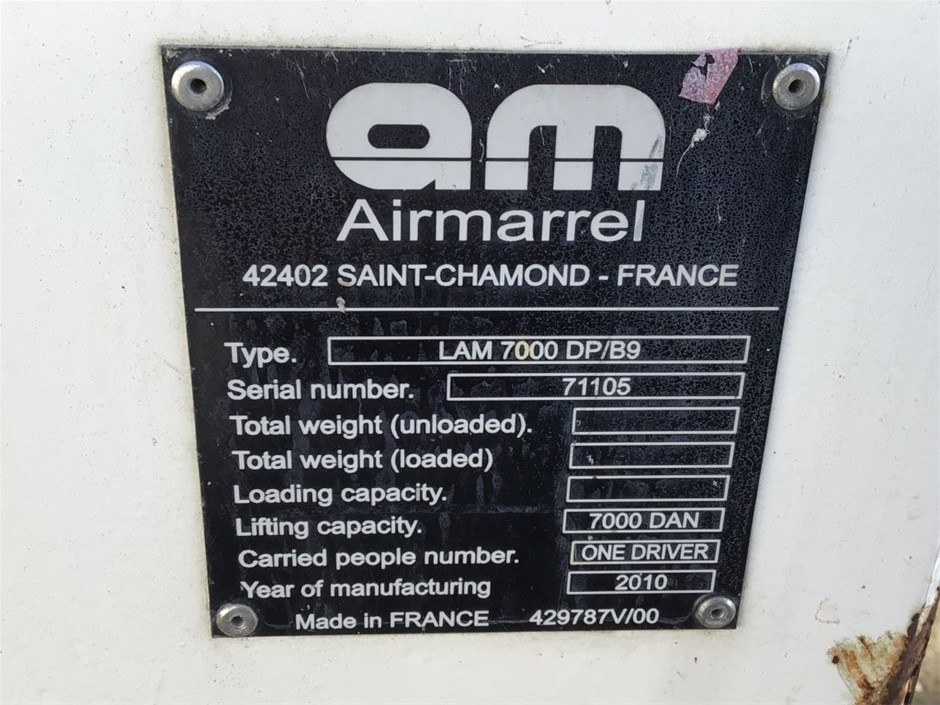 am
Airmarrel
42402 SAINT-CHAMOND - FRANCE
Type. LAM 7000 DP/B9
Serial number. 71105
Total weight (unloaded).
Total weight (loaded)
Loading capacity.
Lifting capacity. 7000 DAN
Carried people number. ONE DRIVER
Year of manufacturing 2010
Made in FRANCE 429787V/00